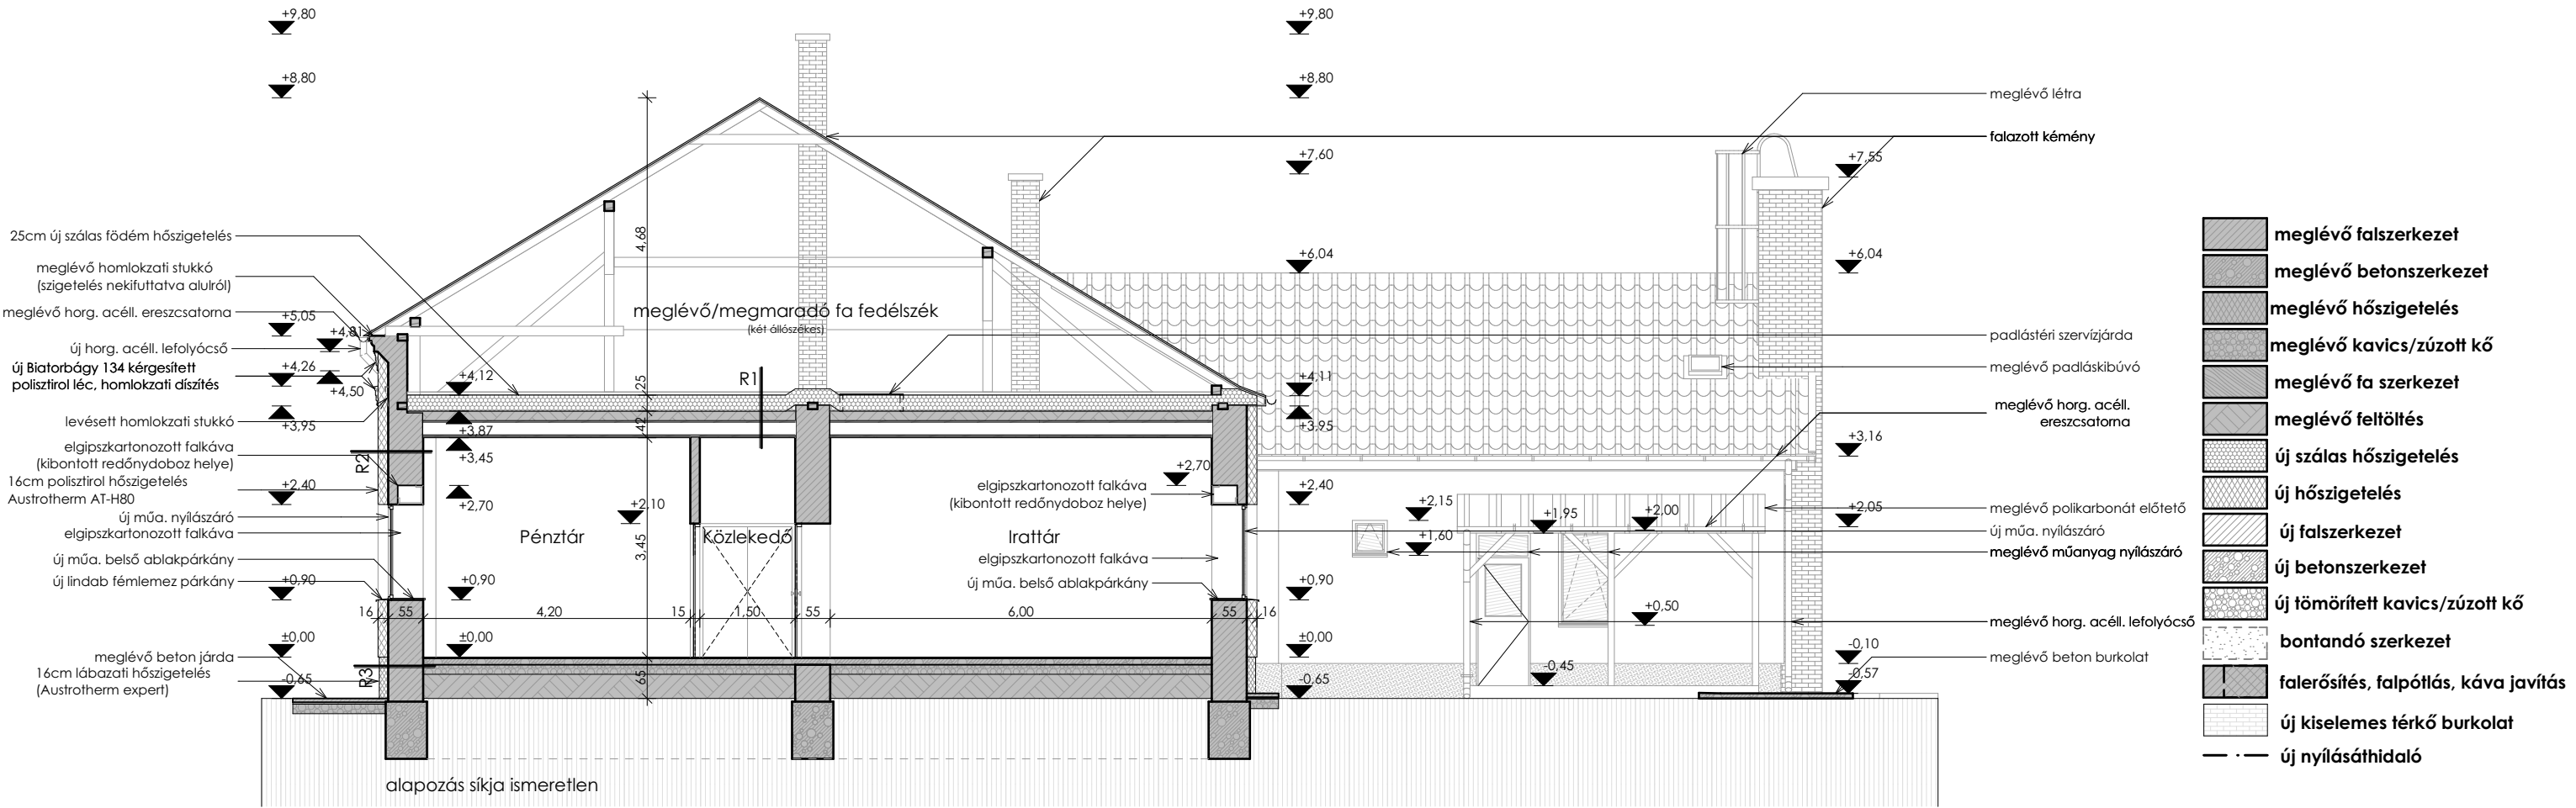 +9,80
+8,80
25cm új szálas födém hőszigetelés
meglévő homlokzati stukkó
(szigetelés nekifuttatva alulról)
meglévő horg. acéll. ereszcsatorna
új horg. acéll. lefolyócső
új Biatorbágy 134 kérgesített
polisztirol léc, homlokzati díszítés
levésett homlokzati stukkó
elgipszkartonozott falkáva
(kibontott redőnydoboz helye)
16cm polisztirol hőszigetelés
Austrotherm AT-H80
új műa. nyílászáró
elgipszkartonozott falkáva
új műa. belső ablakpárkány
új lindab fémlemez párkány
meglévő beton járda
16cm lábazati hőszigetelés
(Austrotherm expert)
+5,05
+4,81
+4,26
+4,50
+3,95
+2,40
+0,90
±0,00
-0,65
R2
R3
R1
+4,12
+3,87
+3,45
+2,70
+2,10
+0,90
±0,00
4,68
25
42
3,45
65
meglévő/megmaradó fa fedélszék
(két állószékes)
Pénztár
Közlekedő
Irattár
16
55
4,20
15
1,50
55
6,00
55
16
+2,70
elgipszkartonozott falkáva
(kibontott redőnydoboz helye)
elgipszkartonozott falkáva
új műa. belső ablakpárkány
alapozás síkja ismeretlen
+9,80
+8,80
+7,60
+6,04
+4,11
+3,95
+2,40
+0,90
±0,00
-0,65
+2,15
+1,60
+1,95
+2,00
+0,50
-0,45
+7,55
+6,04
+3,16
+2,05
-0,10
-0,57
meglévő létra
falazott kémény
padlástéri szervízjárda
meglévő padláskibúvó
meglévő horg. acéll.
ereszcsatorna
meglévő polikarbonát előtető
új műa. nyílászáró
meglévő műanyag nyílászáró
meglévő horg. acéll. lefolyócső
meglévő beton burkolat
meglévő falszerkezet
meglévő betonszerkezet
meglévő hőszigetelés
meglévő kavics/zúzott kő
meglévő fa szerkezet
meglévő feltöltés
új szálas hőszigetelés
új hőszigetelés
új falszerkezet
új betonszerkezet
új tömörített kavics/zúzott kő
bontandó szerkezet
falerősítés, falpótlás, káva javítás
új kiselemes térkő burkolat
új nyílásáthidaló